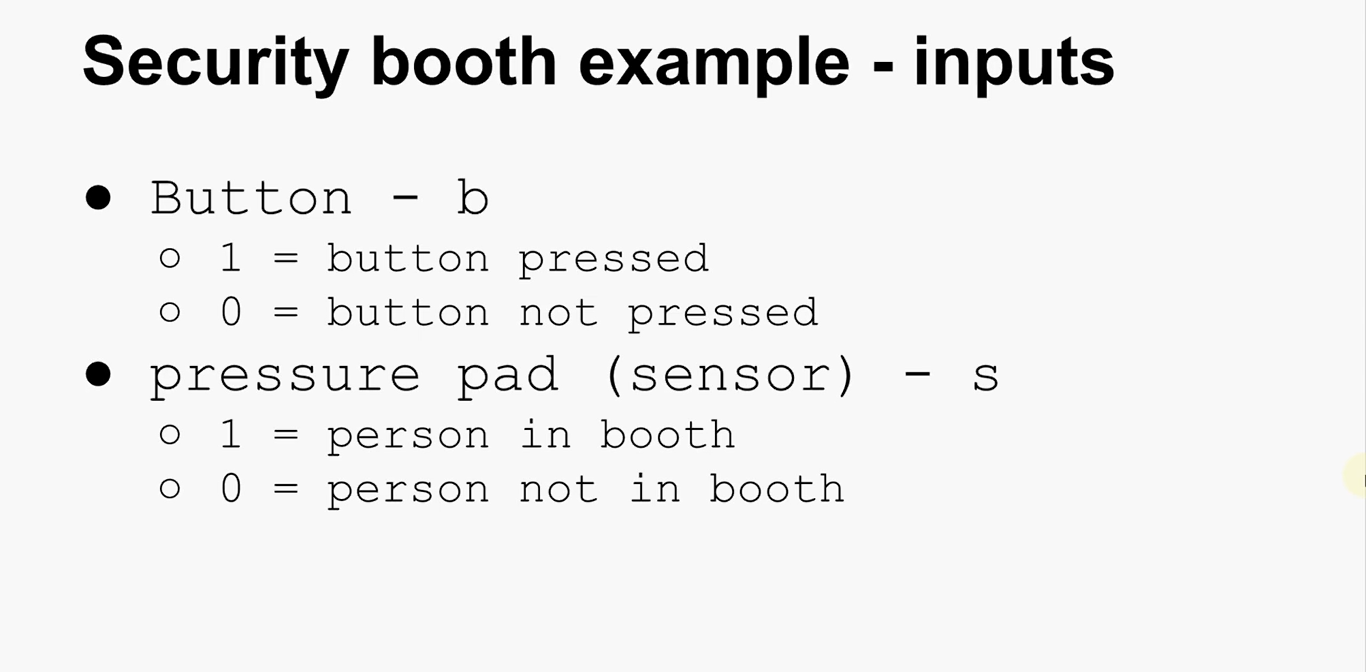 Security booth example - inputs
● Button - b
○ 1 = button pressed
○ 0 = button not pressed
● pressure pad (sensor) - s
○ 1 = person in booth
○ 0 = person not in booth